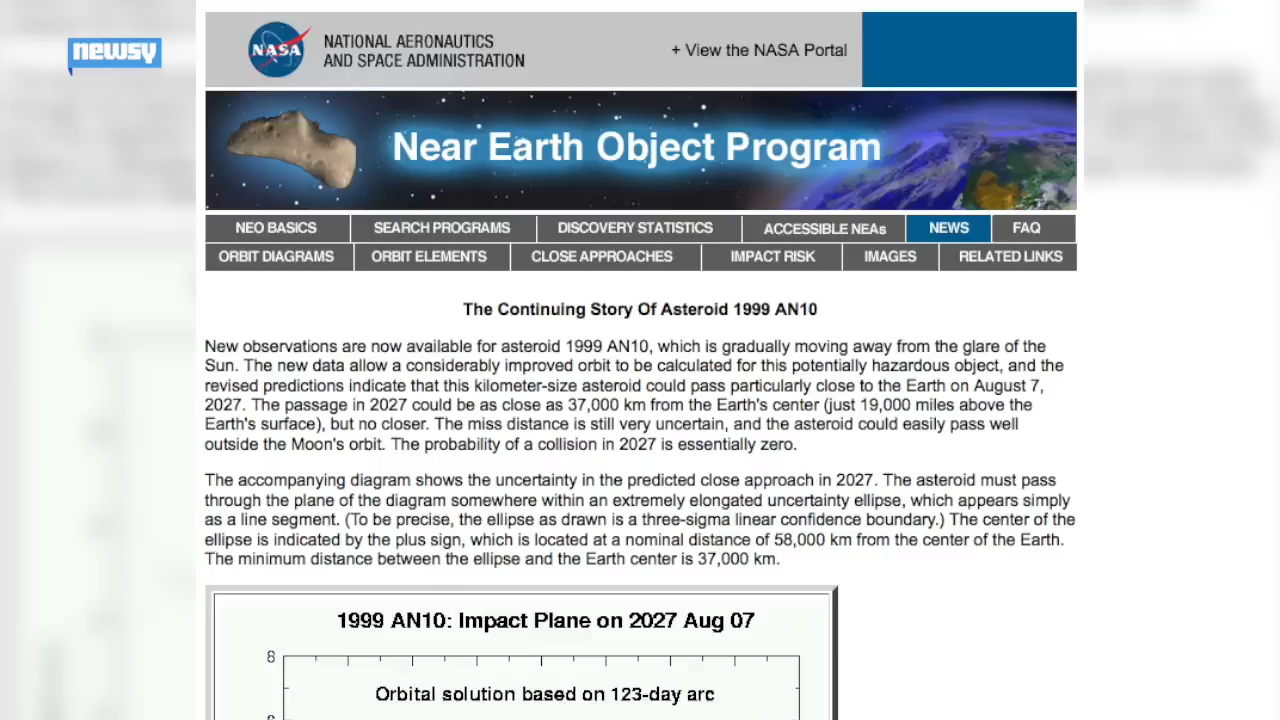 newsy
NASA
NATIONAL AERONAUTICS
AND SPACE ADMINISTRATION
+ View the NASA Portal
Near Earth Object Program
NEO BASICS
SEARCH PROGRAMS
DISCOVERY STATISTICS
ACCESSIBLE NEAs
NEWS
FAQ
ORBIT DIAGRAMS
ORBIT ELEMENTS
CLOSE APPROACHES
IMPACT RISK
IMAGES
RELATED LINKS
The Continuing Story Of Asteroid 1999 AN10
New observations are now available for asteroid 1999 AN10, which is gradually moving away from the glare of the
Sun. The new data allow a considerably improved orbit to be calculated for this potentially hazardous object, and the
revised predictions indicate that this kilometer-size asteroid could pass particularly close to the Earth on August 7,
2027. The passage in 2027 could be as close as 37,000 km from the Earth's center (just 19,000 miles above the
Earth's surface), but no closer. The miss distance is still very uncertain, and the asteroid could easily pass well
outside the Moon's orbit. The probability of a collision in 2027 is essentially zero.
The accompanying diagram shows the uncertainty in the predicted close approach in 2027. The asteroid must pass
through the plane of the diagram somewhere within an extremely elongated uncertainty ellipse, which appears simply
as a line segment. (To be precise, the ellipse as drawn is a three-sigma linear confidence boundary.) The center of the
ellipse is indicated by the plus sign, which is located at a nominal distance of 58,000 km from the center of the Earth.
The minimum distance between the ellipse and the Earth center is 37,000 km.
1999 AN10: Impact Plane on 2027 Aug 07
8
Orbital solution based on 123-day arc